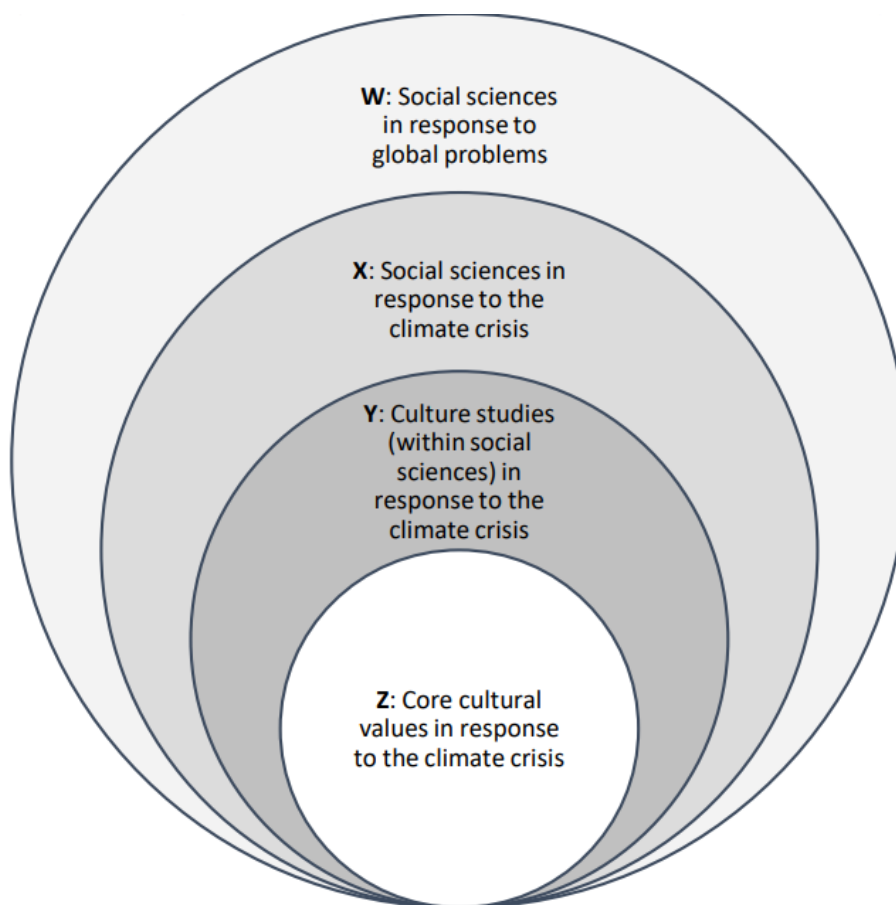 W: Social sciences
in response to
global problems
X: Social sciences in
response to the
climate crisis
Y: Culture studies
(within social
sciences) in
response to the
climate crisis
Z: Core cultural
values in response
to the climate crisis